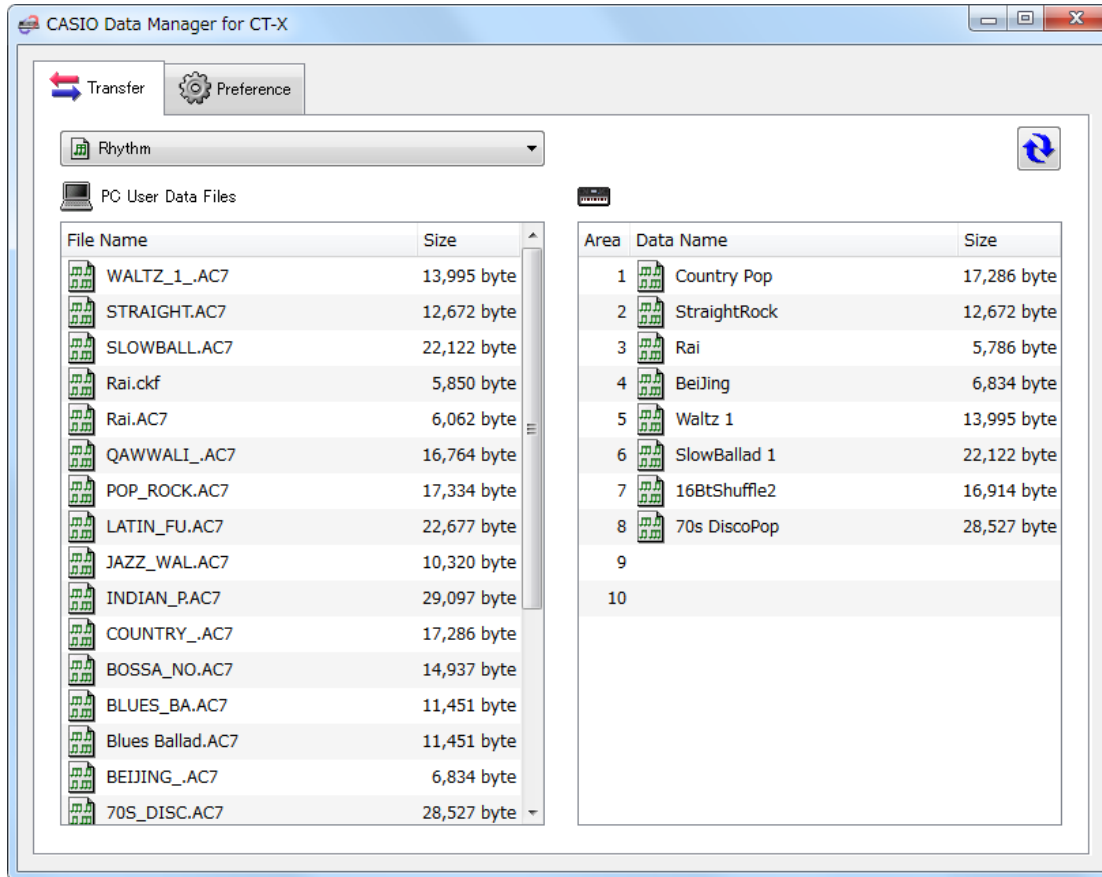 CASIO Data Manager for CT-X
Transfer
Preference
Rhythm
PC User Data Files
File Name Size
WALTZ_1_.AC7 13,995 byte
STRAIGHT.AC7 12,672 byte
SLOWBALL.AC7 22,122 byte
Rai.ckf 5,850 byte
Rai.AC7 6,062 byte
QAWWALI_.AC7 16,764 byte
POP_ROCK.AC7 17,334 byte
LATIN_FU.AC7 22,677 byte
JAZZ_WAL.AC7 10,320 byte
INDIAN_P.AC7 29,097 byte
COUNTRY_.AC7 17,286 byte
BOSSA_NO.AC7 14,937 byte
BLUES_BA.AC7 11,451 byte
Blues Ballad.AC7 11,451 byte
BEIJING_.AC7 6,834 byte
70S_DISC.AC7 28,527 byte
Area Data Name Size
1 Country Pop 17,286 byte
2 StraightRock 12,672 byte
3 Rai 5,786 byte
4 BeiJing 6,834 byte
5 Waltz 1 13,995 byte
6 SlowBallad 1 22,122 byte
7 16BtShuffle2 16,914 byte
8 70s DiscoPop 28,527 byte
9
10